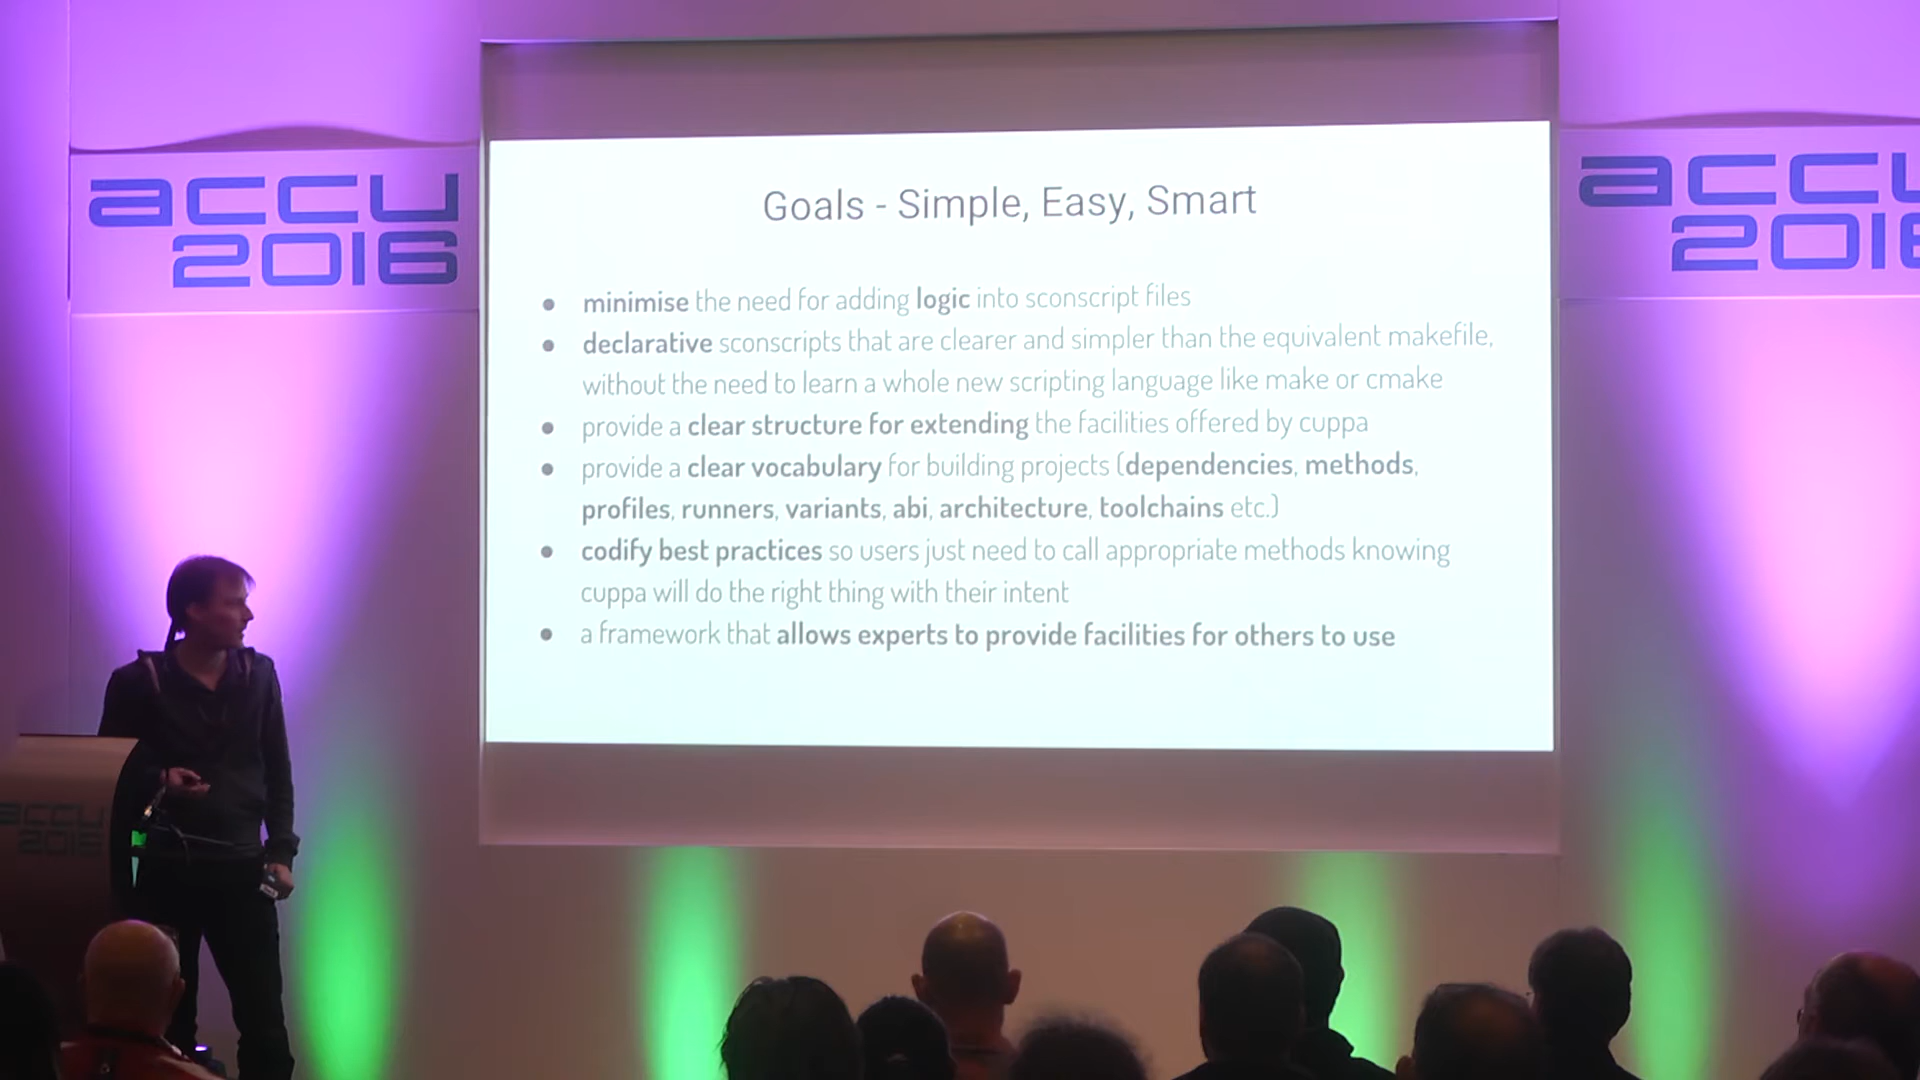 accu
2016
Goals - Simple, Easy, Smart
● minimise the need for adding logic into sconscript files
● declarative sconscripts that are clearer and simpler than the equivalent makefile,
without the need to learn a whole new scripting language like make or cmake
● provide a clear structure for extending the facilities offered by cuppa
● provide a clear vocabulary for building projects (dependencies, methods,
profiles, runners, variants, abi, architecture, toolchains etc.)
● codify best practices so users just need to call appropriate methods knowing
cuppa will do the right thing with their intent
● a framework that allows experts to provide facilities for others to use
accu
2016
accu
2016